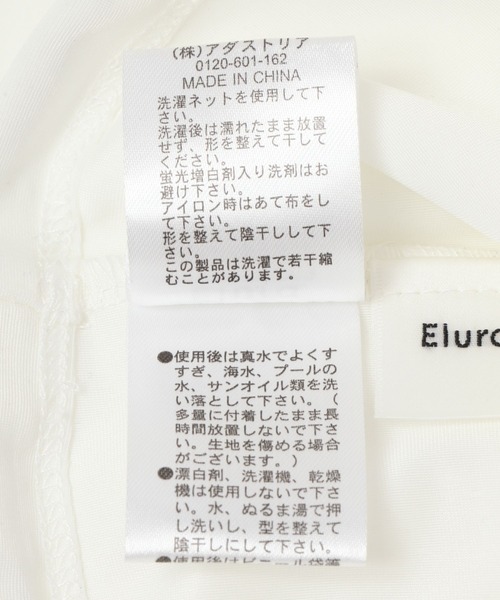 (株)アダストリア
0120-601-162
MADE IN CHINA
洗濯ネットを使用して下
さい。
洗濯後は濡れたまま放置
せず、形を整えて干して
ください。
蛍光増白剤入り洗剤はお
避け下さい。
アイロン時はあて布をし
て下さい。
形を整えて陰干しして下
さい。
この製品は洗濯で若干縮
むことがあります。
●使用後は真水でよくす
すぎ、海水、プールの
水、サンオイル類を洗
い落として下さい。（
多量に付着したまま長
時間放置しないで下さ
い。生地を傷める場合
がございます。）
●漂白剤、洗濯機、乾燥
機は使用しないで下さ
い。水、ぬるま湯で押
し洗いし、型を整えて
陰干しにして下さい。
●使用後はビニール袋等